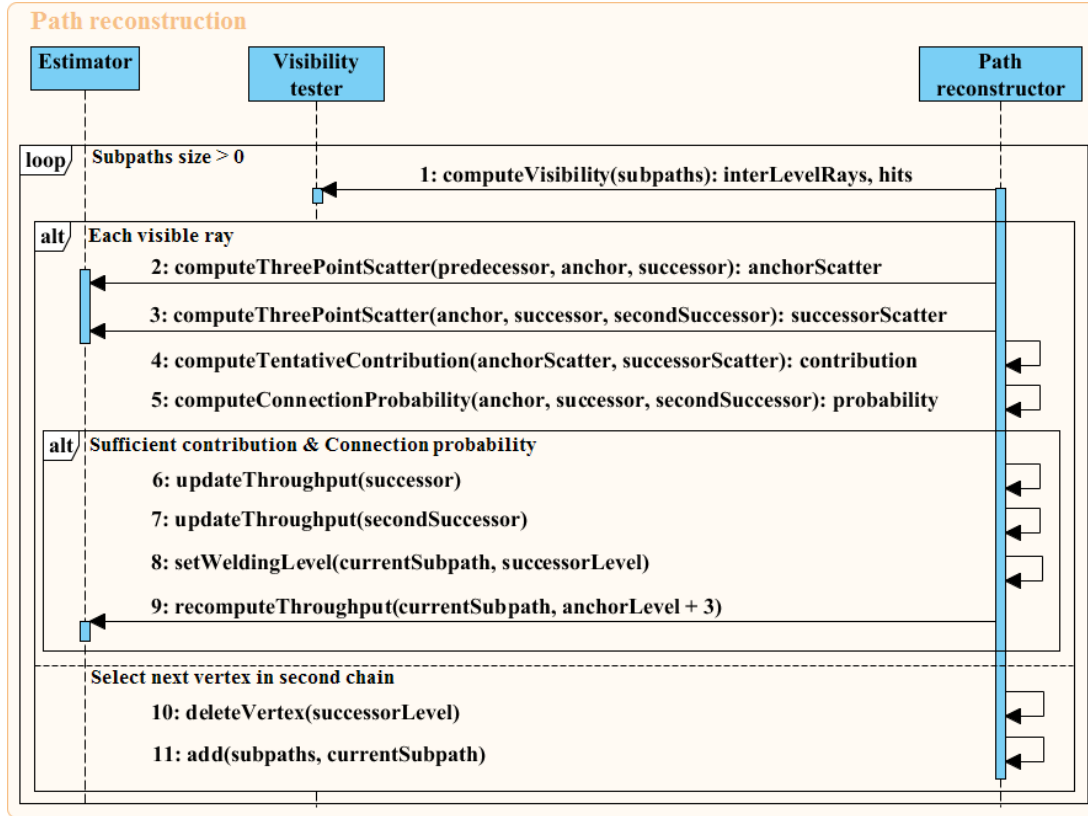 Path reconstruction
Estimator
Visibility
tester
Path
reconstructor
loop
Subpaths size > 0
1: computeVisibility(subpaths): interLevelRays, hits
alt
Each visible ray
2: computeThreePointScatter(predecessor, anchor, successor): anchorScatter
3: computeThreePointScatter(anchor, successor, secondSuccessor): successorScatter
4: computeTentativeContribution(anchorScatter, successorScatter): contribution
5: computeConnectionProbability(anchor, successor, secondSuccessor): probability
alt
Sufficient contribution & Connection probability
6: updateThroughput(successor)
7: updateThroughput(secondSuccessor)
8: setWeldingLevel(currentSubpath, successorLevel)
9: recomputeThroughput(currentSubpath, anchorLevel + 3)
Select next vertex in second chain
10: deleteVertex(successorLevel)
11: add(subpaths, currentSubpath)